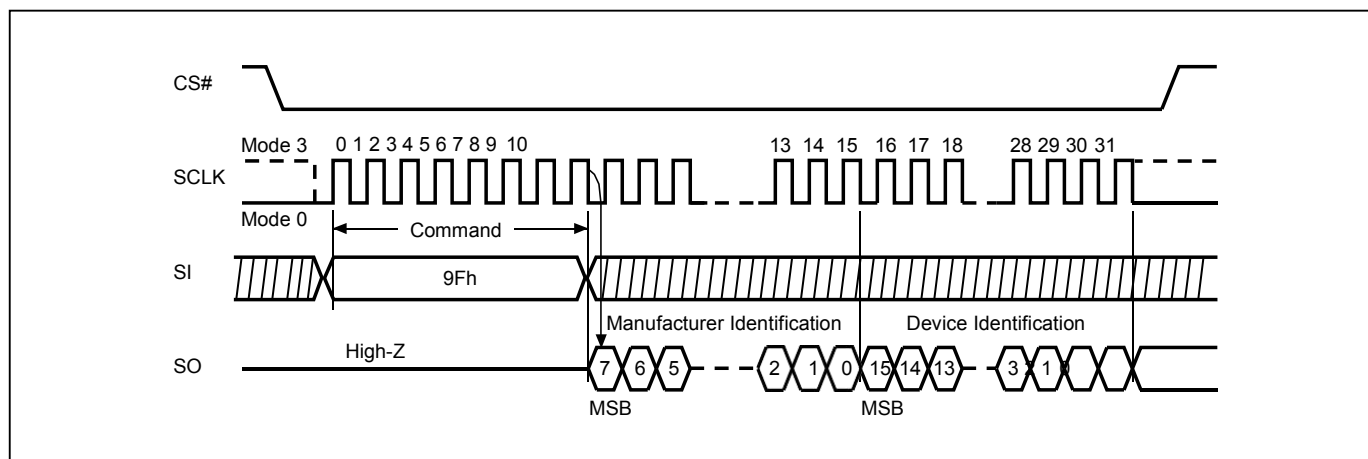 CS#
Mode 3
0 1 2 3 4 5 6 7 8 9 10
13 14 15 16 17 18
28 29 30 31
SCLK
Mode 0
Command
SI
9Fh
Manufacturer Identification
Device Identification
High-Z
SO
7 6 5
2 1 0 15 14 13
3 2 1 0
MSB
MSB